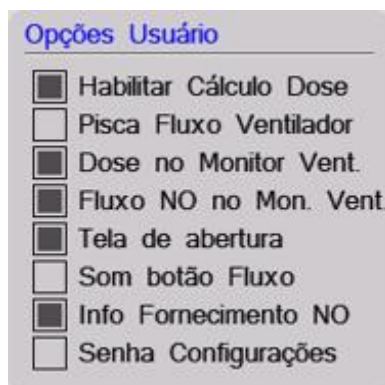 Opções Usuário
Habilitar Cálculo Dose
Pisca Fluxo Ventilador
Dose no Monitor Vent.
Fluxo NO no Mon. Vent.
Tela de abertura
Som botão Fluxo
Info Fornecimento NO
Senha Configurações